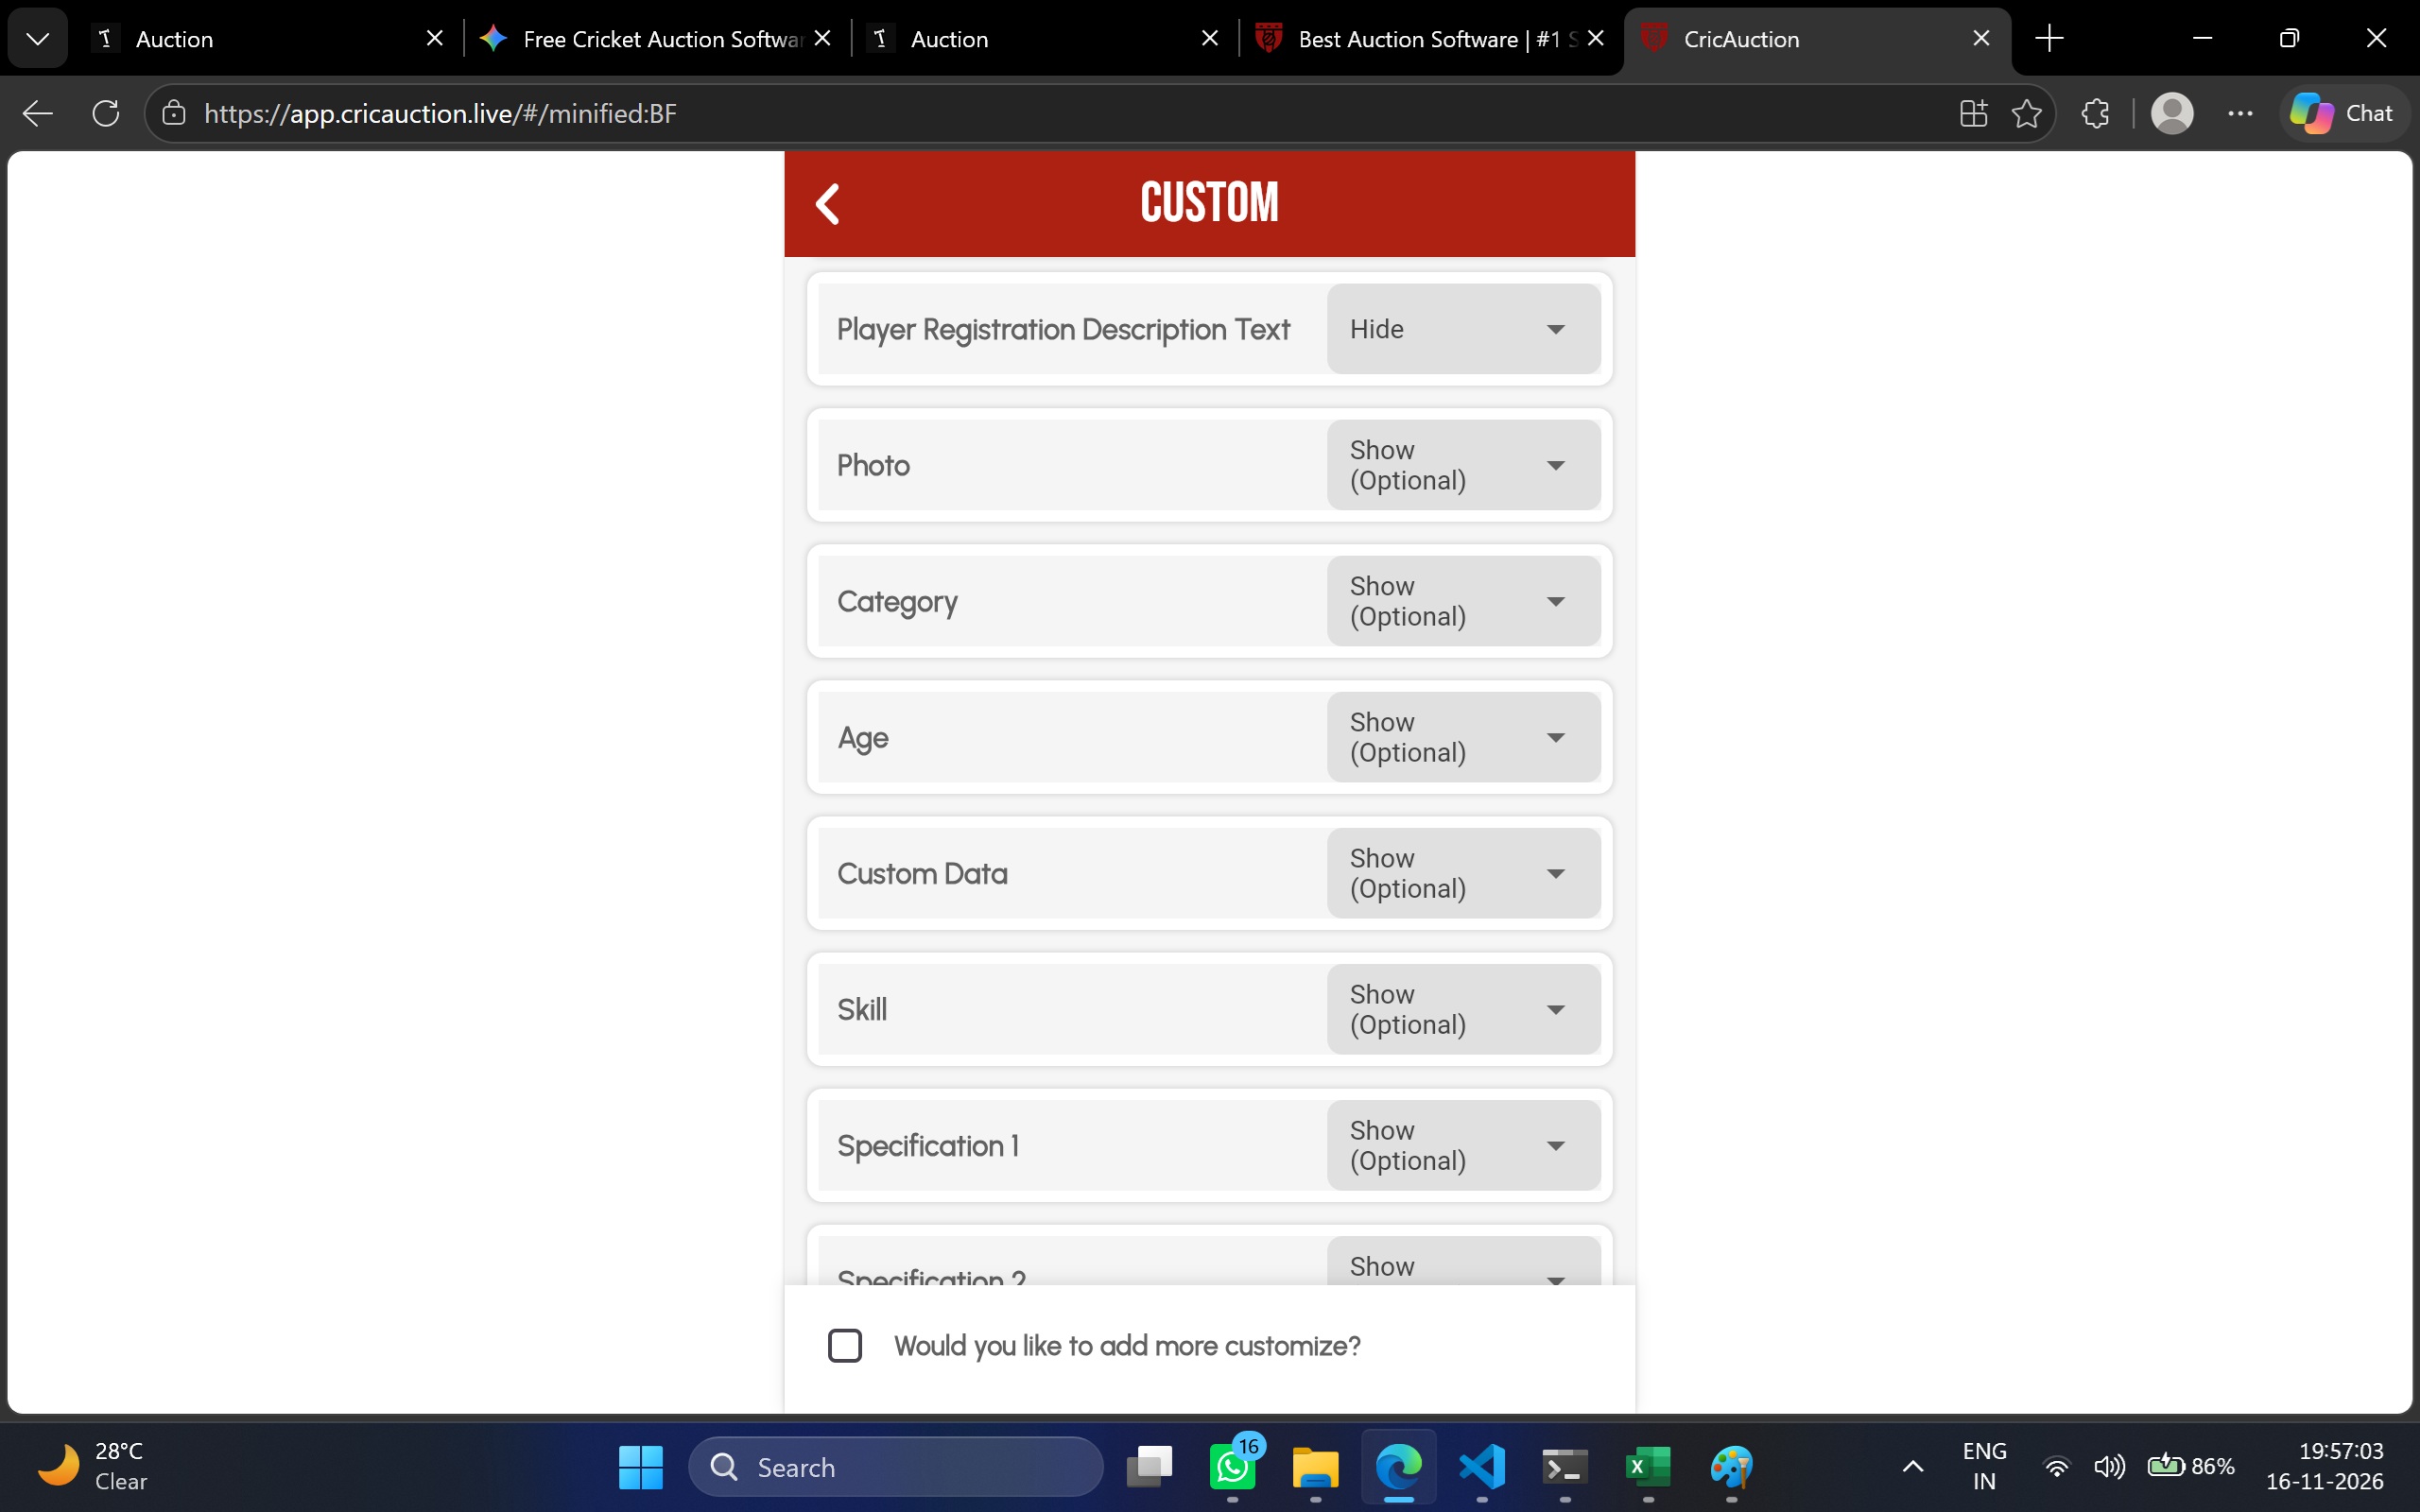 Auction
Free Cricket Auction Softwar
Auction
Best Auction Software | #1 S
CricAuction
https://app.cricauction.live/#/minified:BF
Chat
CUSTOM
Player Registration Description Text
Hide
Photo
Show
(Optional)
Category
Show
(Optional)
Age
Show
(Optional)
Custom Data
Show
(Optional)
Skill
Show
(Optional)
Specification 1
Show
(Optional)
Specification 2
Show
Would you like to add more customize?
28°C
Clear
Search
16
ENG
IN
86%
19:57:03
16-11-2026